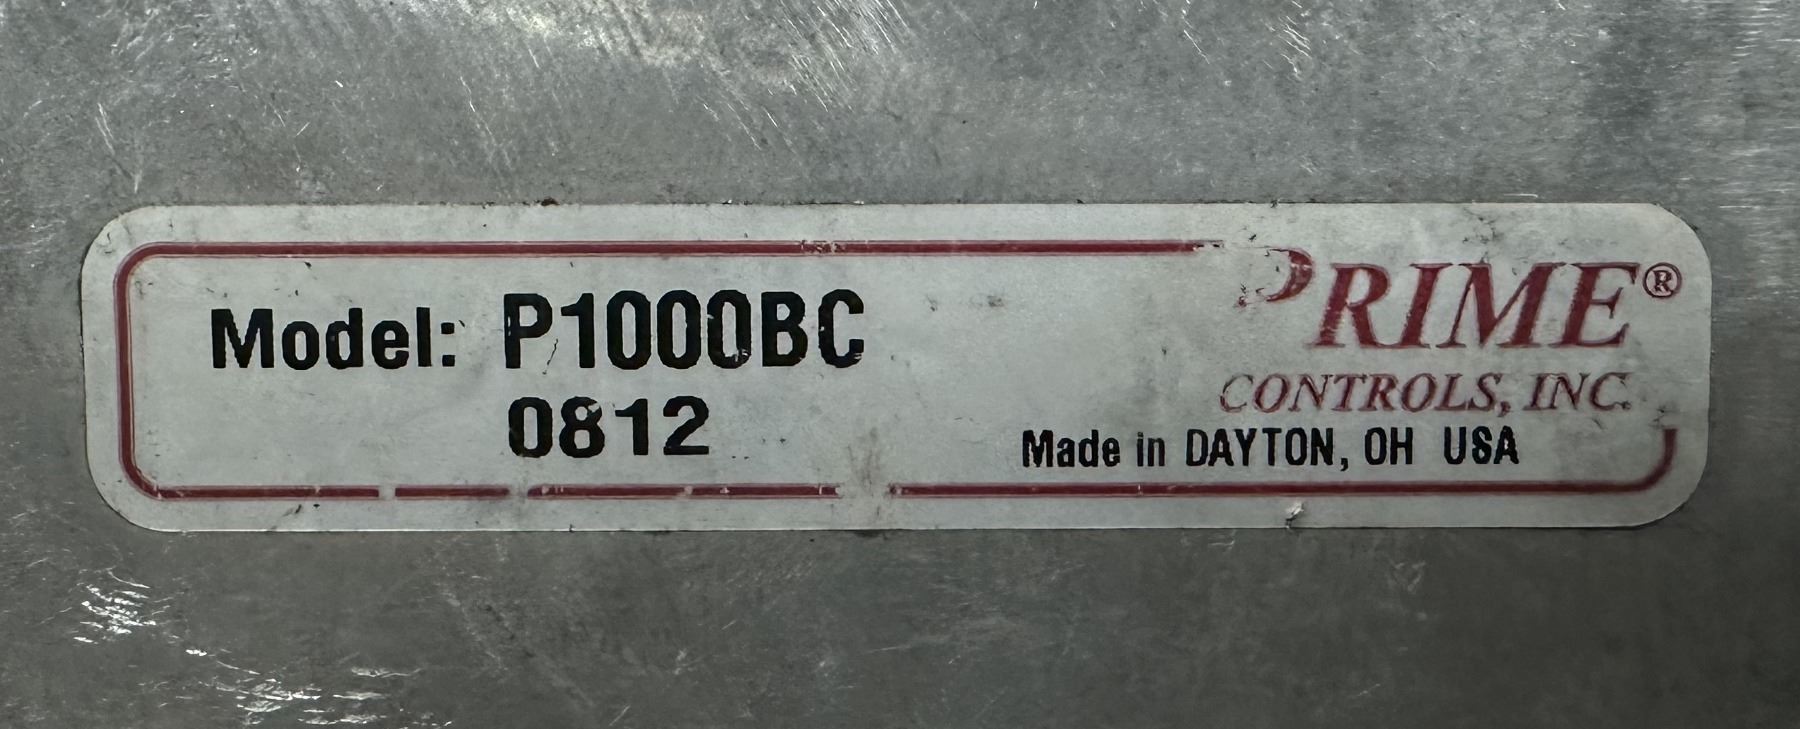 Model: P1000BC
0812
PRIME®
CONTROLS, INC.
Made in DAYTON, OH USA